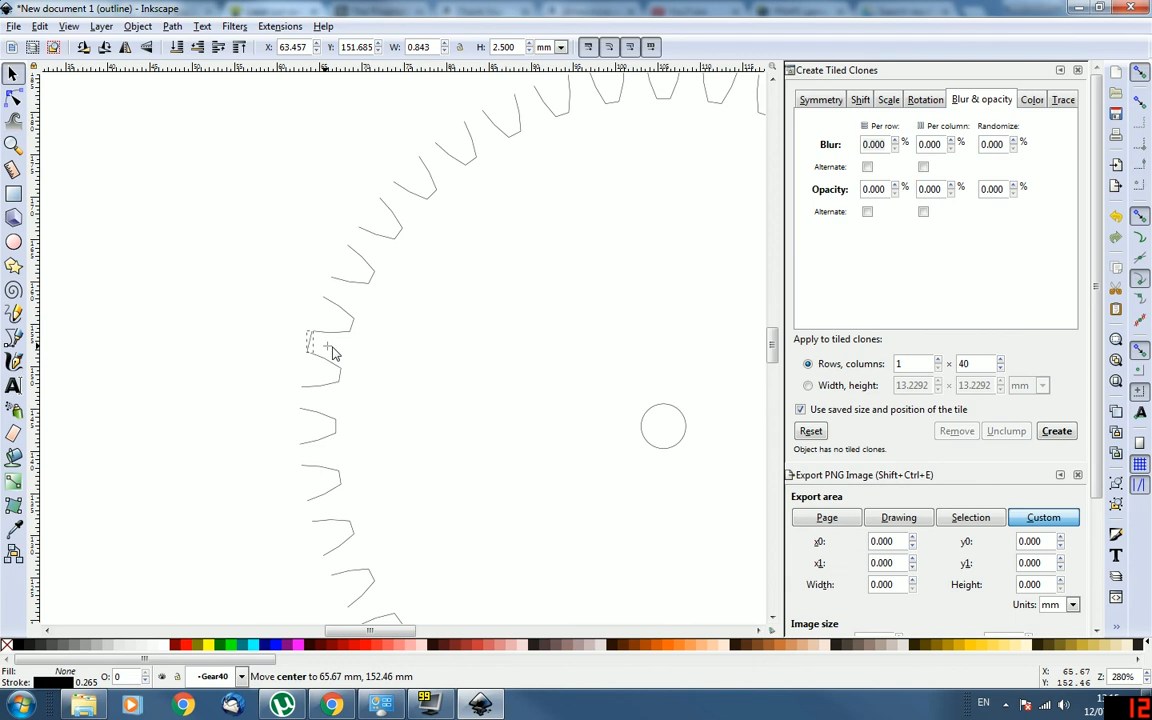 *New document 1 (outline) - Inkscape
File Edit View Layer Object Path Text Filters Extensions Help
X: 63.457 Y: 151.685 W: 0.843 H: 2.500 mm
Create Tiled Clones
Symmetry Shift Scale Rotation Blur & opacity Color Trace
Per row: Per column: Randomize:
Blur: 0.000 % 0.000 % 0.000 %
Alternate:
Opacity: 0.000 % 0.000 % 0.000 %
Alternate:
Apply to tiled clones:
Rows, columns: 1 × 40
Width, height: 13.2292 × 13.2292 mm
Use saved size and position of the tile
Reset Remove Unclump Create
Object has no tiled clones.
Export PNG Image (Shift+Ctrl+E)
Export area
Page Drawing Selection Custom
x0: 0.000 y0: 0.000
x1: 0.000 y1: 0.000
Width: 0.000 Height: 0.000
Units: mm
Image size
Fill: None
Stroke: 0.265 O: 0 Gear40 Move center to 65.67 mm, 152.46 mm X: 65.67 Y: 152.46 Z: 280%
99 EN 12